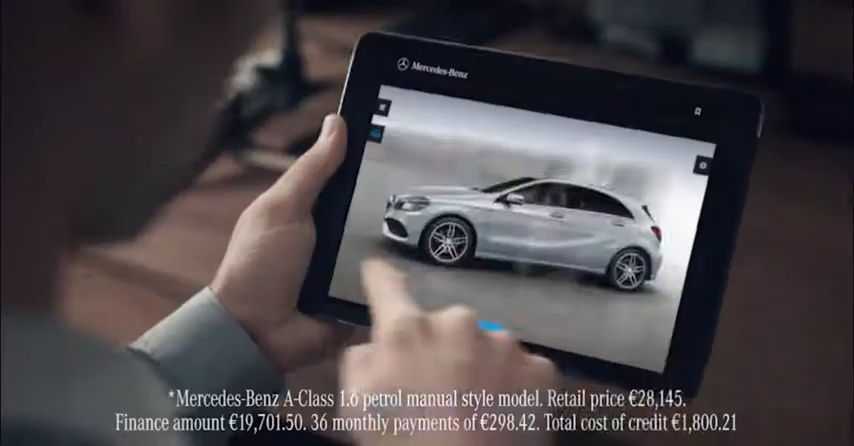 Mercedes-Benz
*Mercedes-Benz A-Class 1.6 petrol manual style model. Retail price €28,145.
Finance amount €19,701.50. 36 monthly payments of €298.42. Total cost of credit €1,800.21